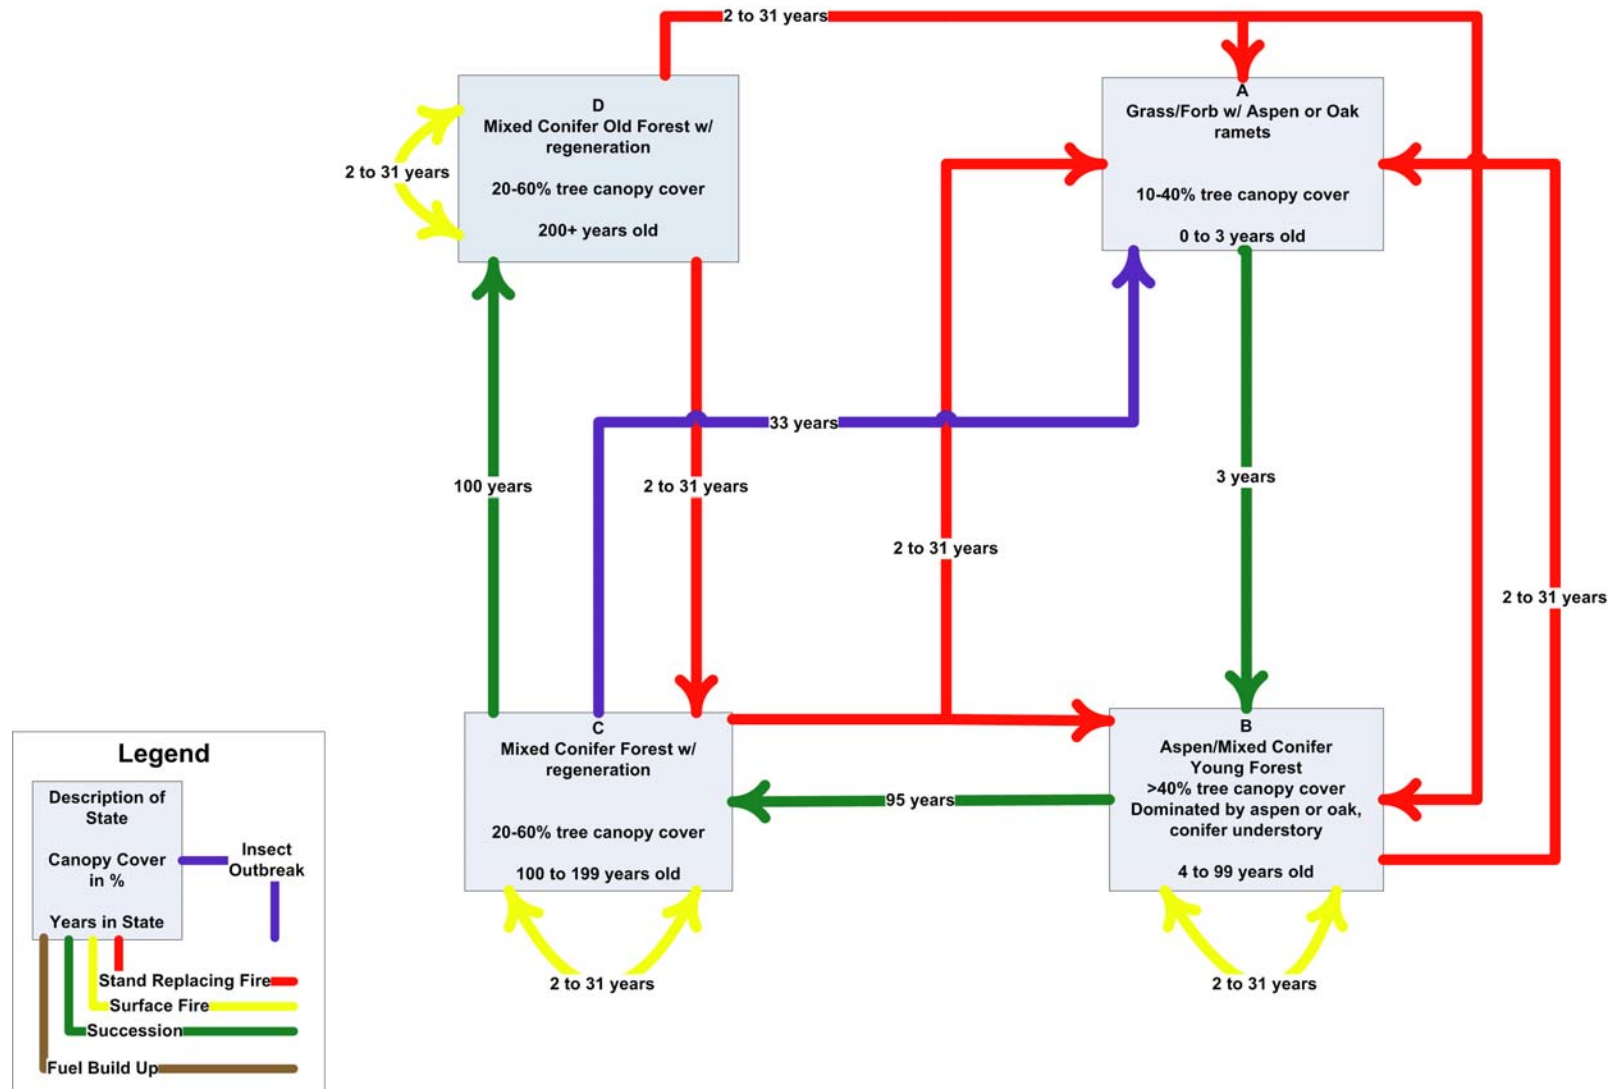 2 to 31 years
D
Mixed Conifer Old Forest w/
regeneration
20-60% tree canopy cover
200+ years old
2 to 31 years
A
Grass/Forb w/ Aspen or Oak
ramets
10-40% tree canopy cover
0 to 3 years old
33 years
100 years
2 to 31 years
3 years
2 to 31 years
2 to 31 years
C
Mixed Conifer Forest w/
regeneration
20-60% tree canopy cover
100 to 199 years old
95 years
B
Aspen/Mixed Conifer
Young Forest
>40% tree canopy cover
Dominated by aspen or oak,
conifer understory
4 to 99 years old
2 to 31 years
2 to 31 years
Legend
Description of
State
Canopy Cover
in %
Years in State
Insect
Outbreak
Stand Replacing Fire
Surface Fire
Succession
Fuel Build Up